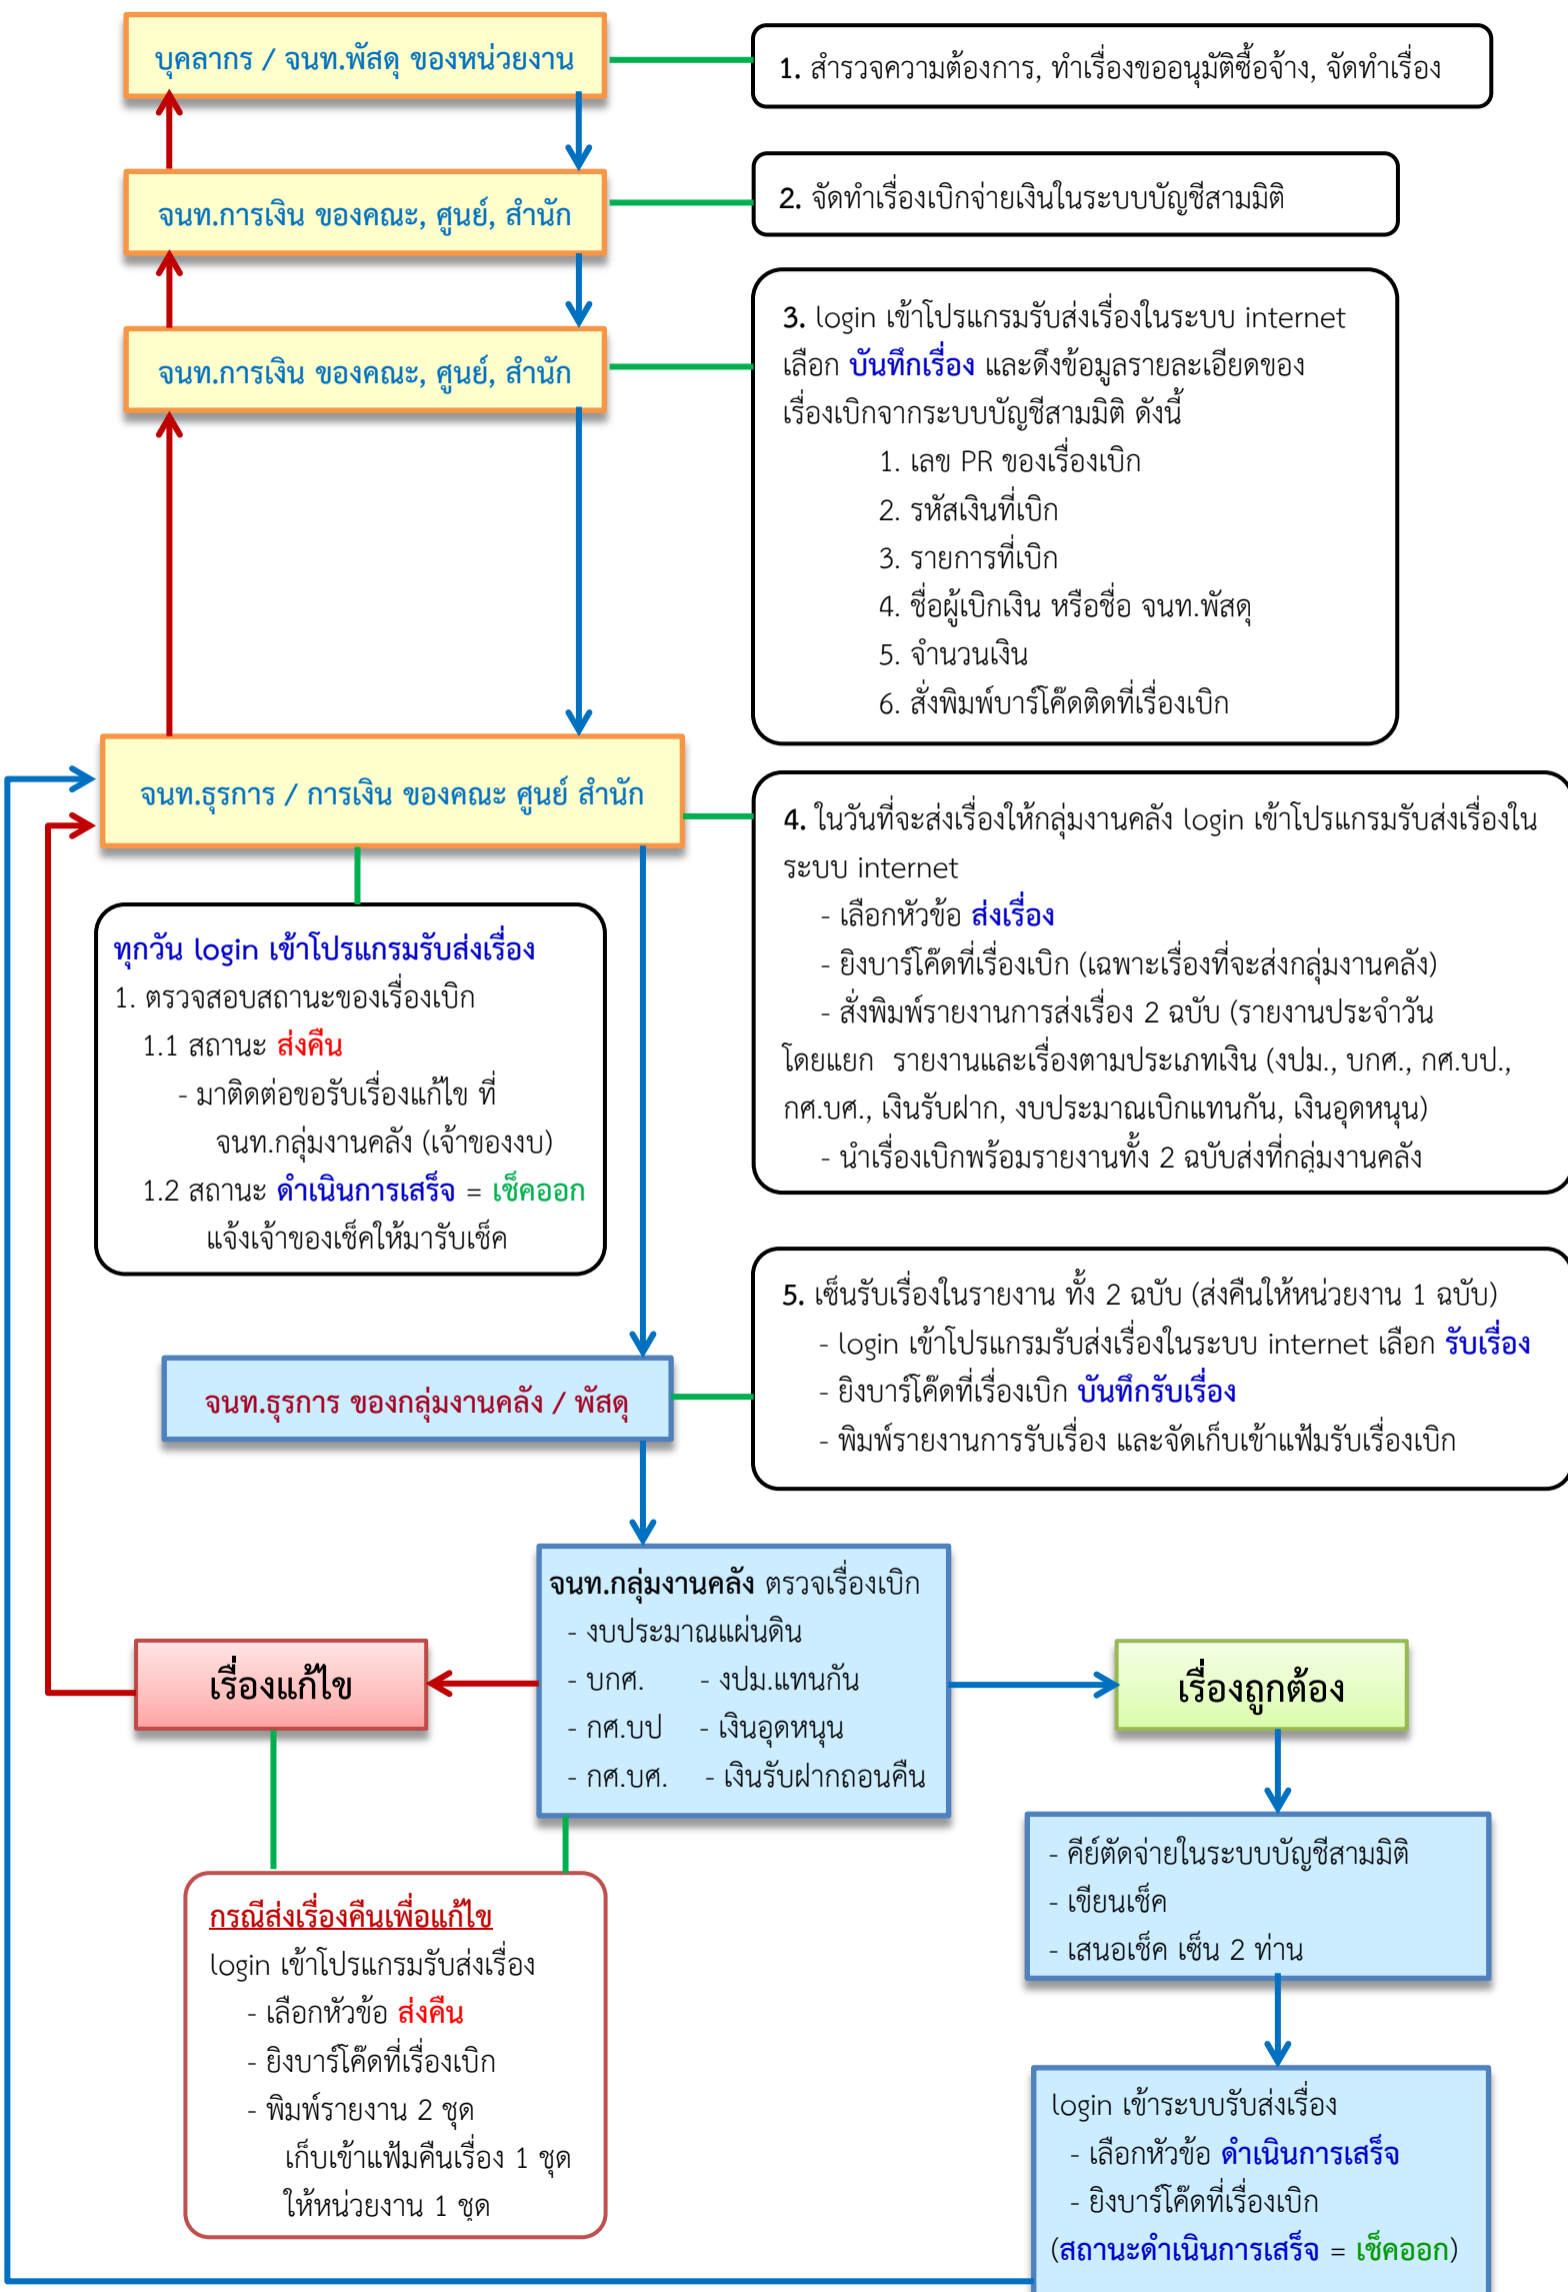 บุคลากร / จนท.พัสดุ ของหน่วยงาน
1. สำรวจความต้องการ, ทำเรื่องขออนุมัติซื้อจ้าง, จัดทำเรื่อง
จนท.การเงิน ของคณะ, ศูนย์, สำนัก
2. จัดทำเรื่องเบิกจ่ายเงินในระบบบัญชีสามมิติ
จนท.การเงิน ของคณะ, ศูนย์, สำนัก
3. login เข้าโปรแกรมรับส่งเรื่องในระบบ internet
เลือก บันทึกเรื่อง และดึงข้อมูลรายละเอียดของ
เรื่องเบิกจากระบบบัญชีสามมิติ ดังนี้
1. เลข PR ของเรื่องเบิก
2. รหัสเงินที่เบิก
3. รายการที่เบิก
4. ชื่อผู้เบิกเงิน หรือชื่อ จนท.พัสดุ
5. จำนวนเงิน
6. สั่งพิมพ์บาร์โค๊ดติดที่เรื่องเบิก
จนท.ธุรการ / การเงิน ของคณะ ศูนย์ สำนัก
4. ในวันที่จะส่งเรื่องให้กลุ่มงานคลัง login เข้าโปรแกรมรับส่งเรื่องใน
ระบบ internet
- เลือกหัวข้อ ส่งเรื่อง
- ยิงบาร์โค๊ดที่เรื่องเบิก (เฉพาะเรื่องที่จะส่งกลุ่มงานคลัง)
- สั่งพิมพ์รายงานการส่งเรื่อง 2 ฉบับ (รายงานประจำวัน
โดยแยก รายงานและเรื่องตามประเภทเงิน (งปม., บกศ., กศ.บป.,
กศ.บศ., เงินรับฝาก, งบประมาณเบิกแทนกัน, เงินอุดหนุน)
- นำเรื่องเบิกพร้อมรายงานทั้ง 2 ฉบับส่งที่กลุ่มงานคลัง
ทุกวัน login เข้าโปรแกรมรับส่งเรื่อง
1. ตรวจสอบสถานะของเรื่องเบิก
1.1 สถานะ ส่งคืน
- มาติดต่อขอรับเรื่องแก้ไข ที่
จนท.กลุ่มงานคลัง (เจ้าของงบ)
1.2 สถานะ ดำเนินการเสร็จ = เช็คออก
แจ้งเจ้าของเช็คให้มารับเช็ค
5. เซ็นรับเรื่องในรายงาน ทั้ง 2 ฉบับ (ส่งคืนให้หน่วยงาน 1 ฉบับ)
- login เข้าโปรแกรมรับส่งเรื่องในระบบ internet เลือก รับเรื่อง
- ยิงบาร์โค๊ดที่เรื่องเบิก บันทึกรับเรื่อง
- พิมพ์รายงานการรับเรื่อง และจัดเก็บเข้าแฟ้มรับเรื่องเบิก
จนท.ธุรการ ของกลุ่มงานคลัง / พัสดุ
จนท.กลุ่มงานคลัง ตรวจเรื่องเบิก
- งบประมาณแผ่นดิน
- บกศ. - งปม.แทนกัน
- กศ.บป - เงินอุดหนุน
- กศ.บศ. - เงินรับฝากถอนคืน
เรื่องแก้ไข
เรื่องถูกต้อง
- คีย์ตัดจ่ายในระบบบัญชีสามมิติ
- เขียนเช็ค
- เสนอเช็ค เซ็น 2 ท่าน
กรณีส่งเรื่องคืนเพื่อแก้ไข
login เข้าโปรแกรมรับส่งเรื่อง
- เลือกหัวข้อ ส่งคืน
- ยิงบาร์โค๊ดที่เรื่องเบิก
- พิมพ์รายงาน 2 ชุด
เก็บเข้าแฟ้มคืนเรื่อง 1 ชุด
ให้หน่วยงาน 1 ชุด
login เข้าระบบรับส่งเรื่อง
- เลือกหัวข้อ ดำเนินการเสร็จ
- ยิงบาร์โค๊ดที่เรื่องเบิก
(สถานะดำเนินการเสร็จ = เช็คออก)